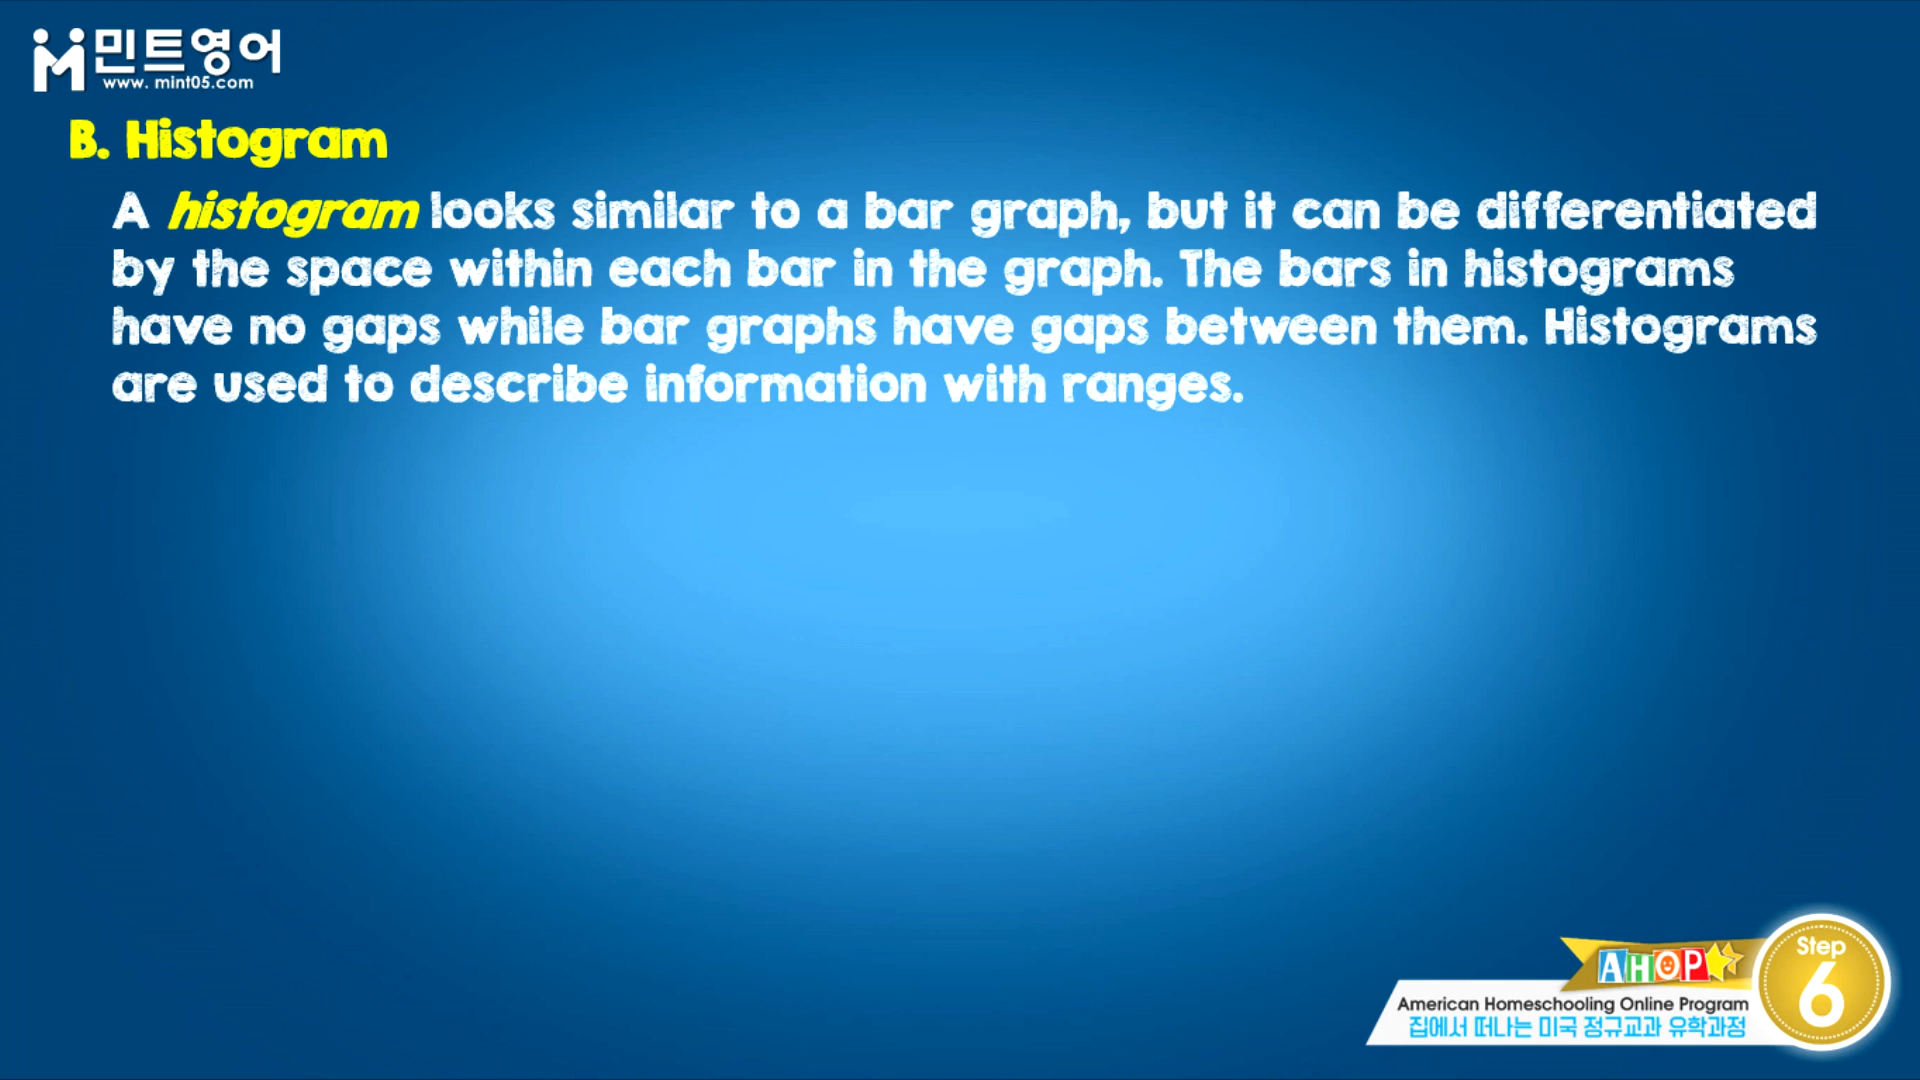 민트영어
www. mint05.com
B. Histogram
A histogram looks similar to a bar graph, but it can be differentiated
by the space within each bar in the graph. The bars in histograms
have no gaps while bar graphs have gaps between them. Histograms
are used to describe information with ranges.
AHOP
Step
6
American Homeschooling Online Program
집에서 떠나는 미국 정규교과 유학과정